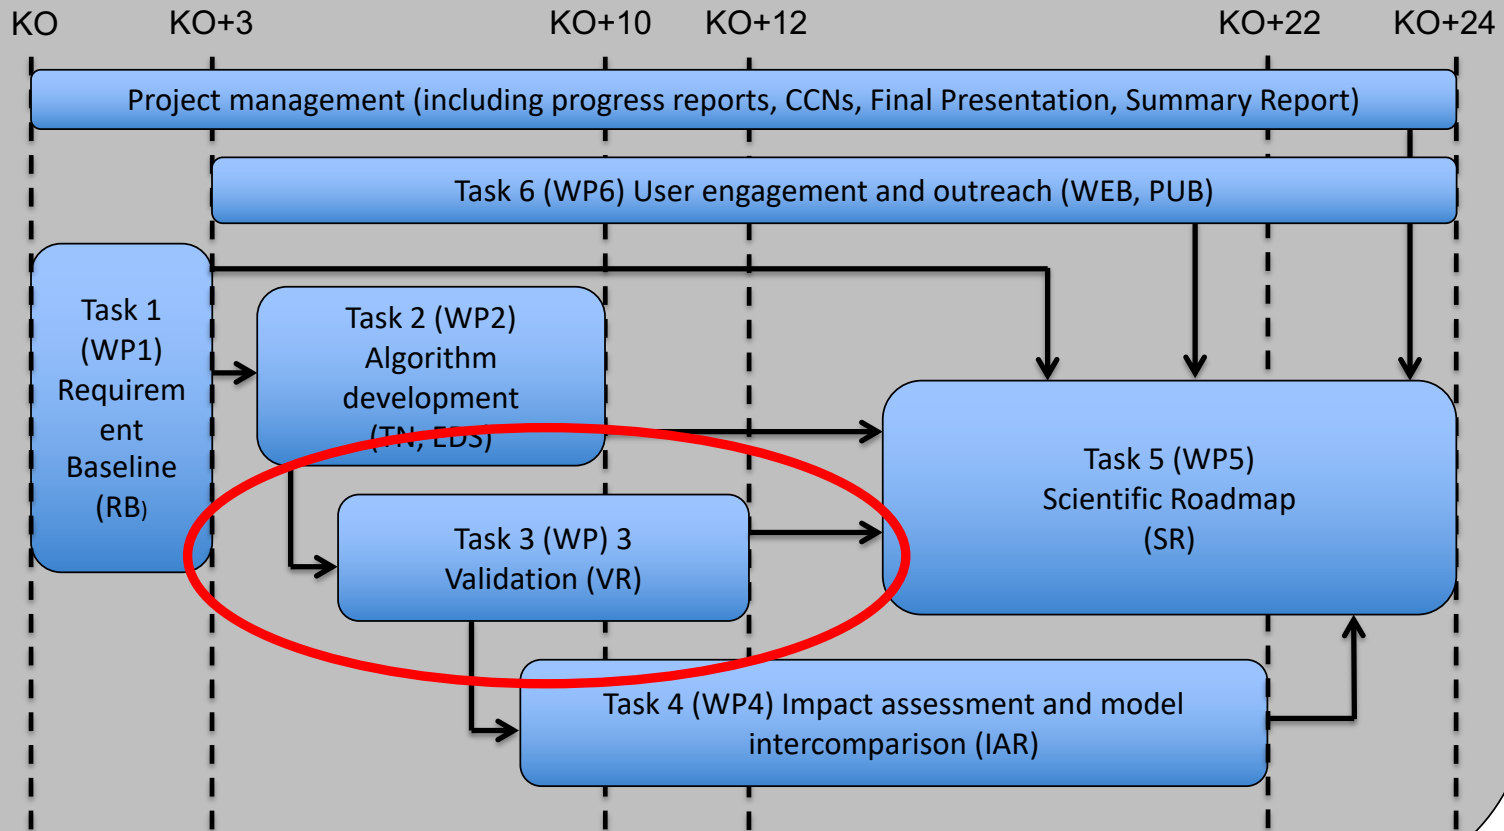 KO KO+3 KO+10 KO+12 KO+22 KO+24
Project management (including progress reports, CCNs, Final Presentation, Summary Report)
Task 6 (WP6) User engagement and outreach (WEB, PUB)
Task 1
(WP1)
Requirem
ent
Baseline
(RB)
Task 2 (WP2)
Algorithm
development
(TN, EDS)
Task 3 (WP) 3
Validation (VR)
Task 4 (WP4) Impact assessment and model
intercomparison (IAR)
Task 5 (WP5)
Scientific Roadmap
(SR)